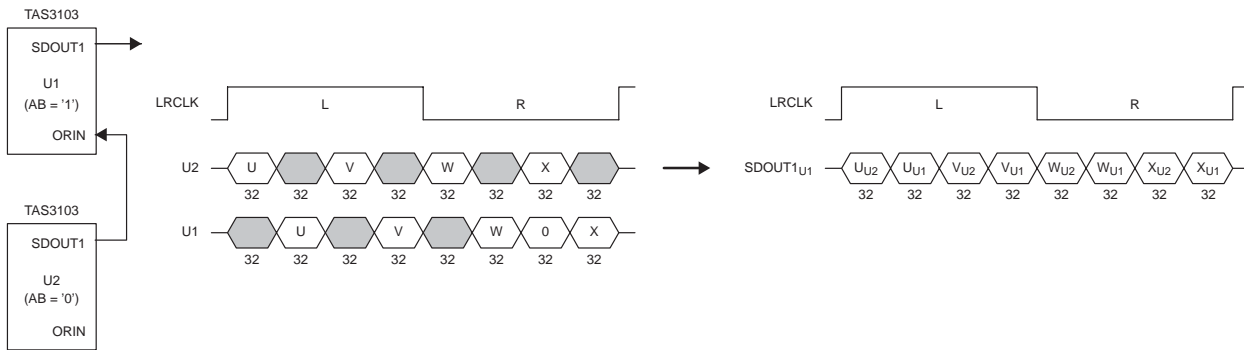 TAS3103
SDOUT1
U1
(AB = '1')
ORIN
TAS3103
SDOUT1
U2
(AB = '0')
ORIN
LRCLK L R
U2 U V W X
32 32 32 32 32 32 32 32
U1 U V W 0 X
32 32 32 32 32 32 32 32
LRCLK L R
SDOUT1U1 UU2 UU1 VU2 VU1 WU2 WU1 XU2 XU1
32 32 32 32 32 32 32 32